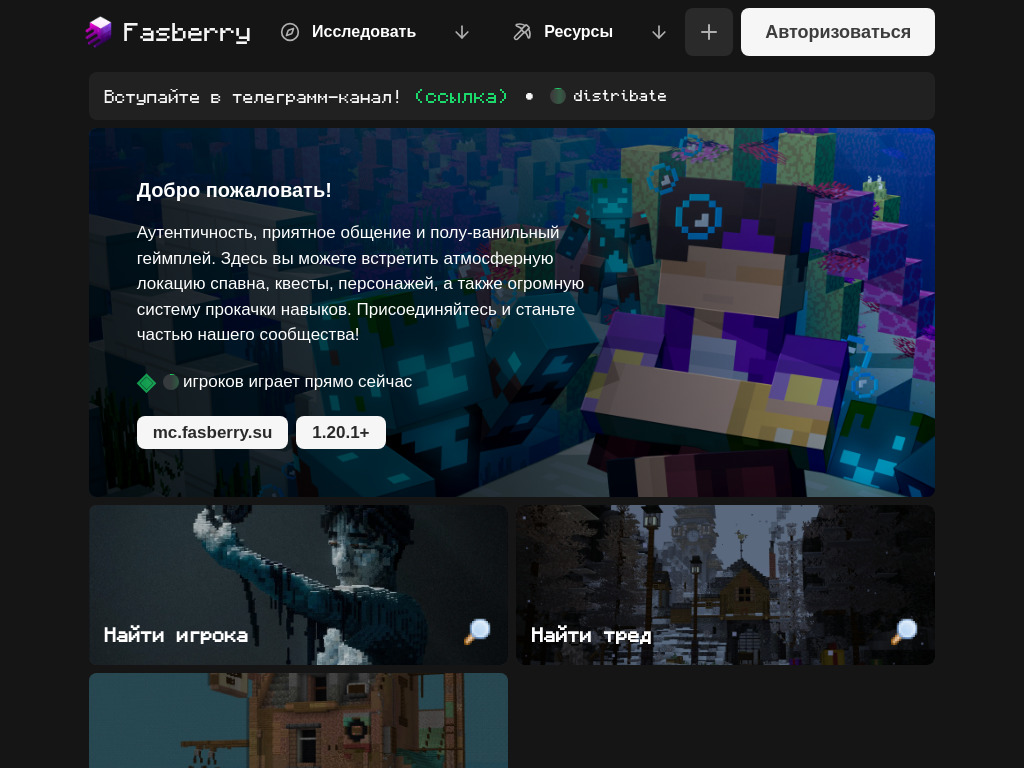 Fasberry
Исследовать
Ресурсы
Авторизоваться
Вступайте в телеграмм-канал! (ссылка) • distribate
Добро пожаловать!
Аутентичность, приятное общение и полу-ванильный
геймплей. Здесь вы можете встретить атмосферную
локацию спавна, квесты, персонажей, а также огромную
систему прокачки навыков. Присоединяйтесь и станьте
частью нашего сообщества!
игроков играет прямо сейчас
mc.fasberry.su
1.20.1+
Найти игрока
Найти тред